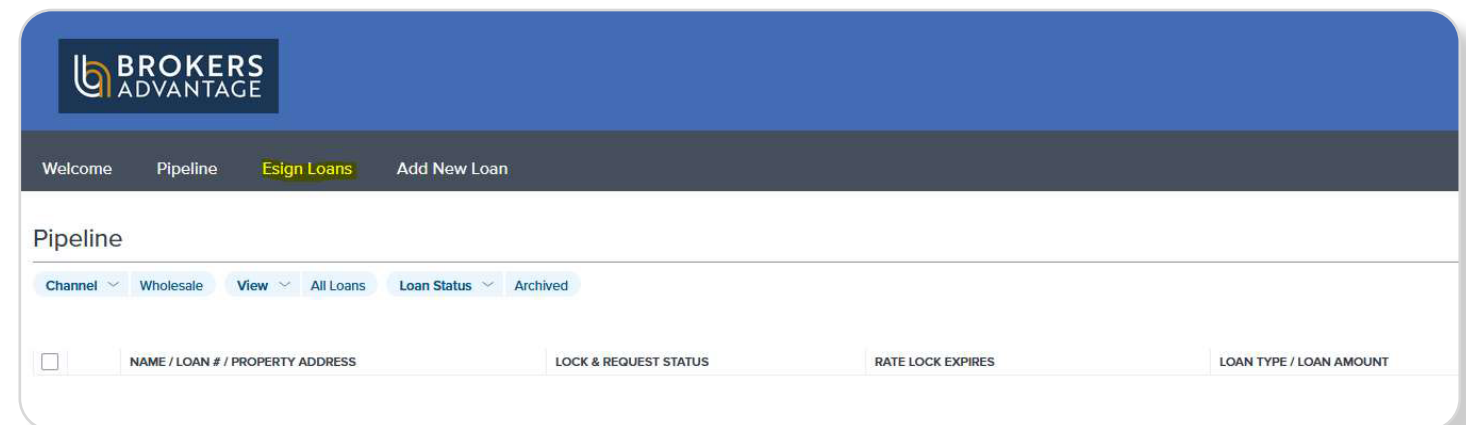 BROKERS
ADVANTAGE
Welcome Pipeline Esign Loans Add New Loan
Pipeline
Channel Wholesale View All Loans Loan Status Archived
NAME / LOAN # / PROPERTY ADDRESS LOCK & REQUEST STATUS RATE LOCK EXPIRES LOAN TYPE / LOAN AMOUNT